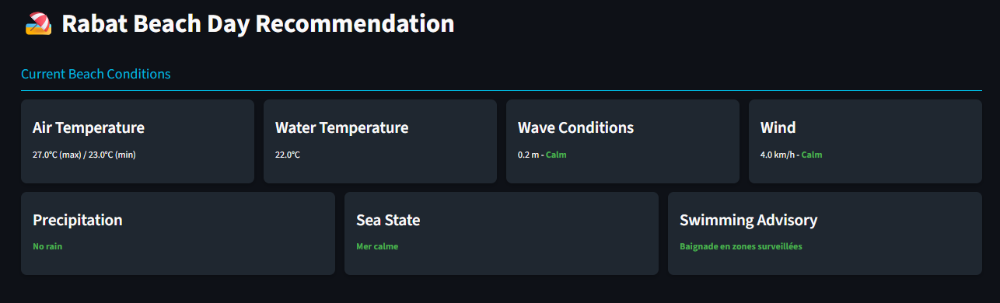 Rabat Beach Day Recommendation
Current Beach Conditions
Air Temperature
27.0°C (max) / 23.0°C (min)
Water Temperature
22.0°C
Wave Conditions
0.2 m - Calm
Wind
4.0 km/h - Calm
Precipitation
No rain
Sea State
Mer calme
Swimming Advisory
Baignade en zones surveillées